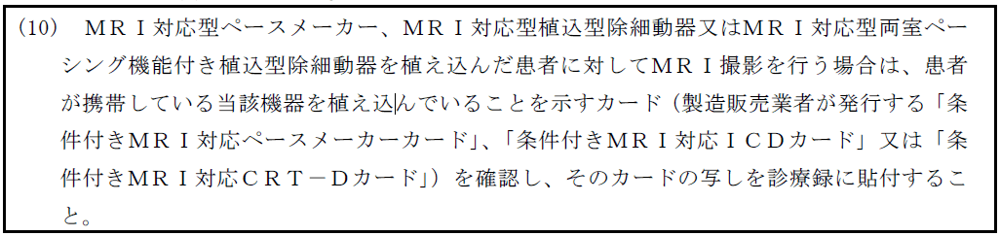 （10） ＭＲＩ対応型ペースメーカー、ＭＲＩ対応型植込型除細動器又はＭＲＩ対応型両室ペー
シング機能付き植込型除細動器を植え込んだ患者に対してＭＲＩ撮影を行う場合は、患者
が携帯している当該機器を植え込んでいることを示すカード（製造販売業者が発行する「条
件付きＭＲＩ対応ペースメーカーカード」、「条件付きＭＲＩ対応ＩＣＤカード」又は「条
件付きＭＲＩ対応ＣＲＴ－Ｄカード」）を確認し、そのカードの写しを診療録に貼付するこ
と。